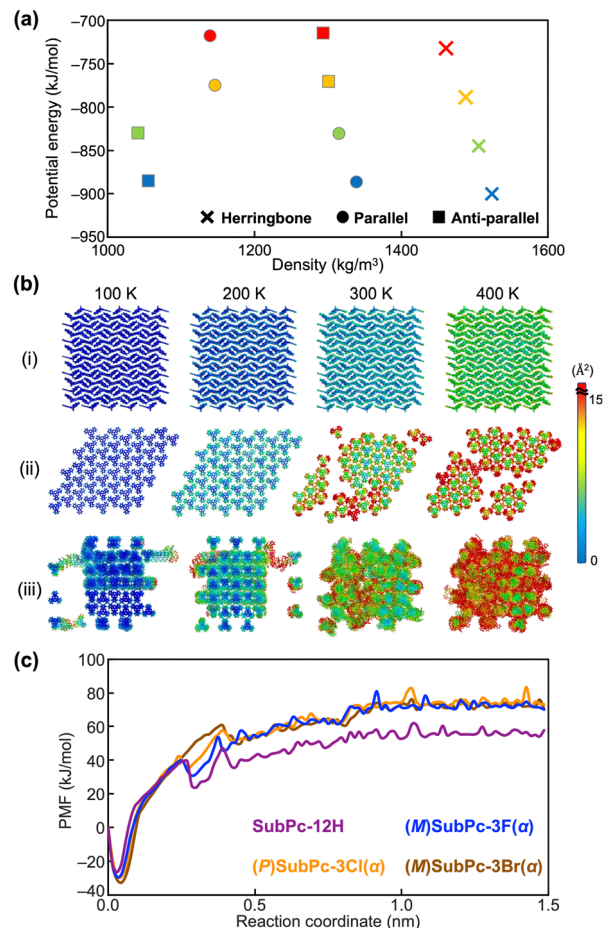 (a)
Potential energy (kJ/mol)
–700
–750
–800
–850
–900
–950
Herringbone Parallel Anti-parallel
1000 1200 1400 1600
Density (kg/m³)
(b)
100 K 200 K 300 K 400 K
(i)
(ii)
(iii)
(Å²)
15
0
(c)
PMF (kJ/mol)
100
80
60
40
20
0
–20
–40
SubPc-12H (M)SubPc-3F(α)
(P)SubPc-3Cl(α) (M)SubPc-3Br(α)
0.0 0.5 1.0 1.5
Reaction coordinate (nm)